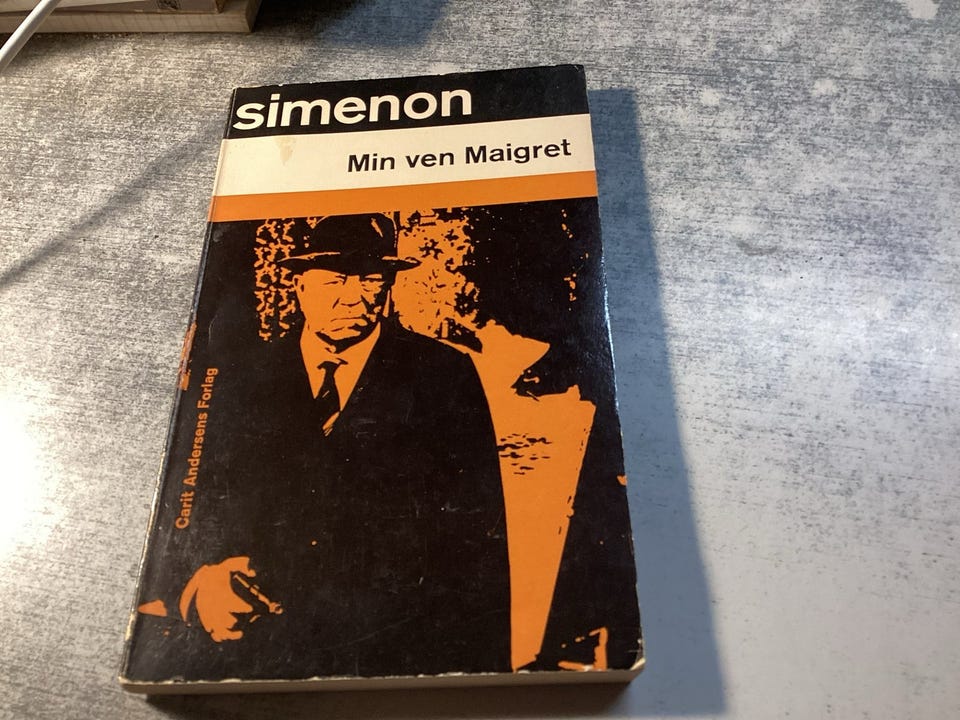 simenon
Min ven Maigret
Carit Andersens Forlag